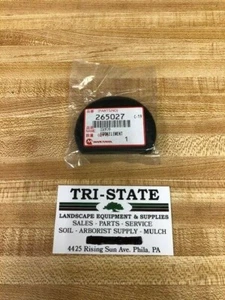 265027
1
TRI-STATE
LANDSCAPE EQUIPMENT & SUPPLIES
SALES - PARTS - SERVICE
SOIL - ARBORIST SUPPLY - MULCH
4425 Rising Sun Ave. Phila. PA